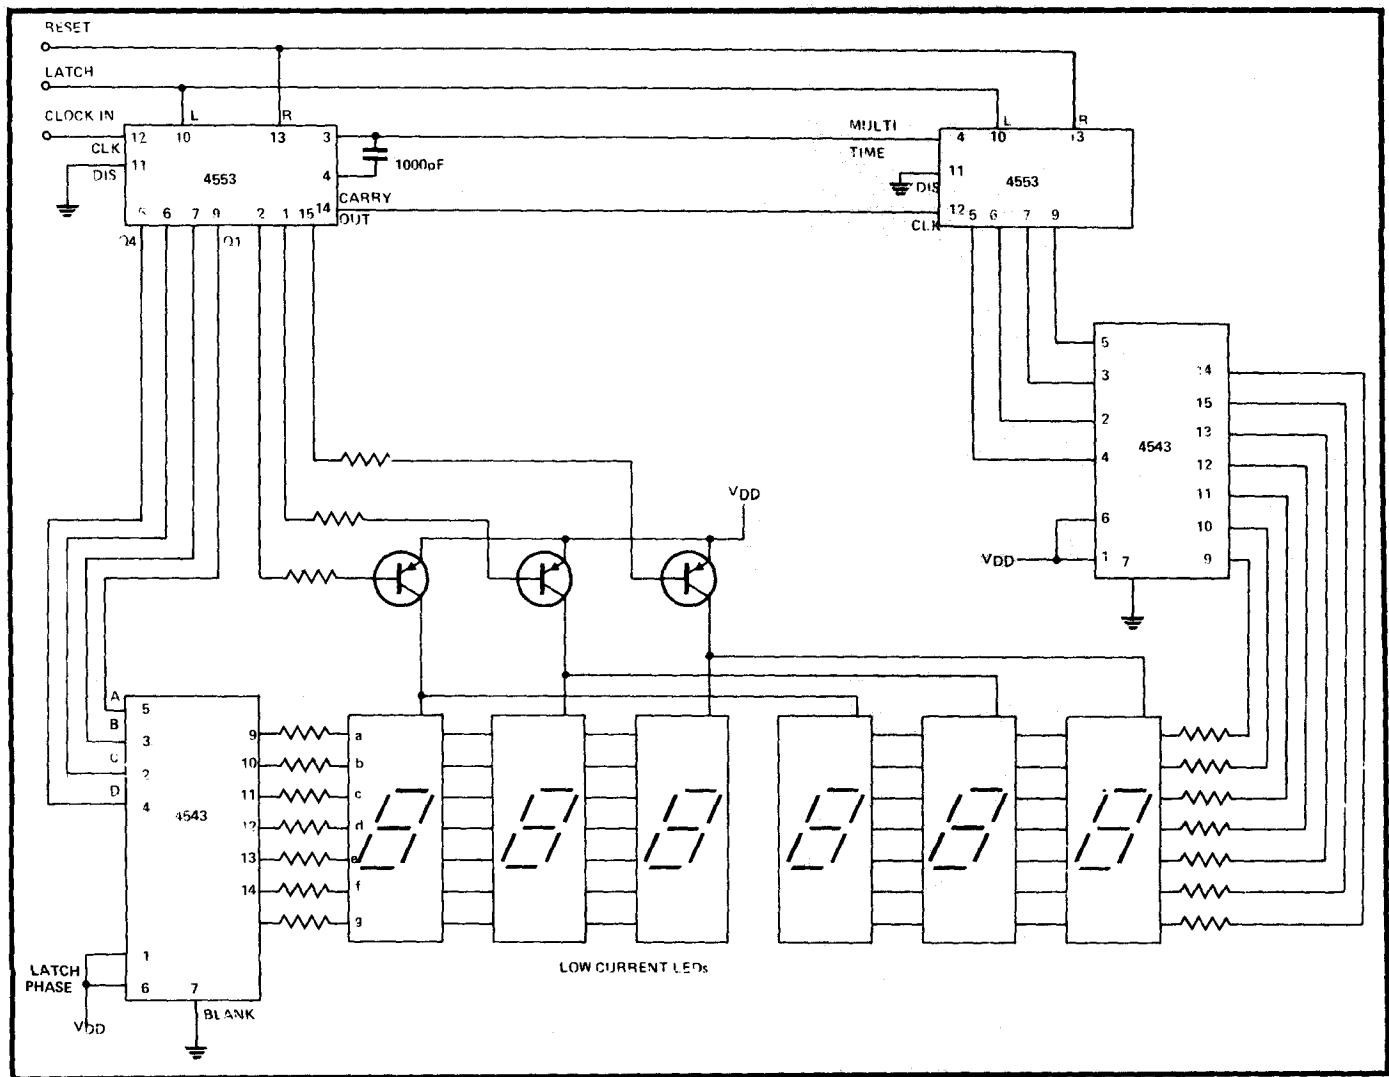 RESET
LATCH
CLOCK IN
L
R
12
10
13
3
CLK
11
DIS
4553
4
1000pF
CARRY
14
OUT
5
6
7
9
2
1
15
Q4
Q1
MULTI
TIME
L
R
4
10
13
11
DIS
4553
12
CLK
5
6
7
9
5
3
2
4
4543
6
1
7
14
15
13
12
11
10
9
VDD
VDD
A
B
C
D
5
3
2
4
4543
9
10
11
12
13
14
a
b
c
d
e
f
g
1
6
7
LATCH
PHASE
VDD
BLANK
LOW CURRENT LEDs